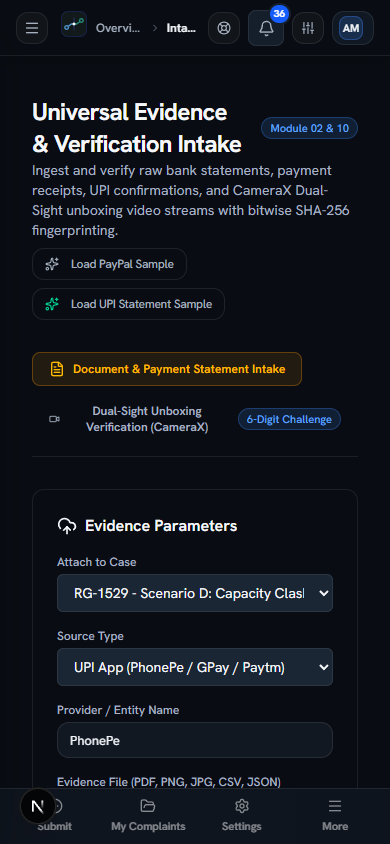 Overvi... > Inta...
36
AM
Universal Evidence
& Verification Intake
Module 02 & 10
Ingest and verify raw bank statements, payment
receipts, UPI confirmations, and CameraX Dual-
Sight unboxing video streams with bitwise SHA-256
fingerprinting.
Load PayPal Sample
Load UPI Statement Sample
Document & Payment Statement Intake
Dual-Sight Unboxing
Verification (CameraX)
6-Digit Challenge
Evidence Parameters
Attach to Case
RG-1529 - Scenario D: Capacity Clas
Source Type
UPI App (PhonePe / GPay / Paytm)
Provider / Entity Name
PhonePe
Evidence File (PDF, PNG, JPG, CSV, JSON)
N
Submit
My Complaints
Settings
More